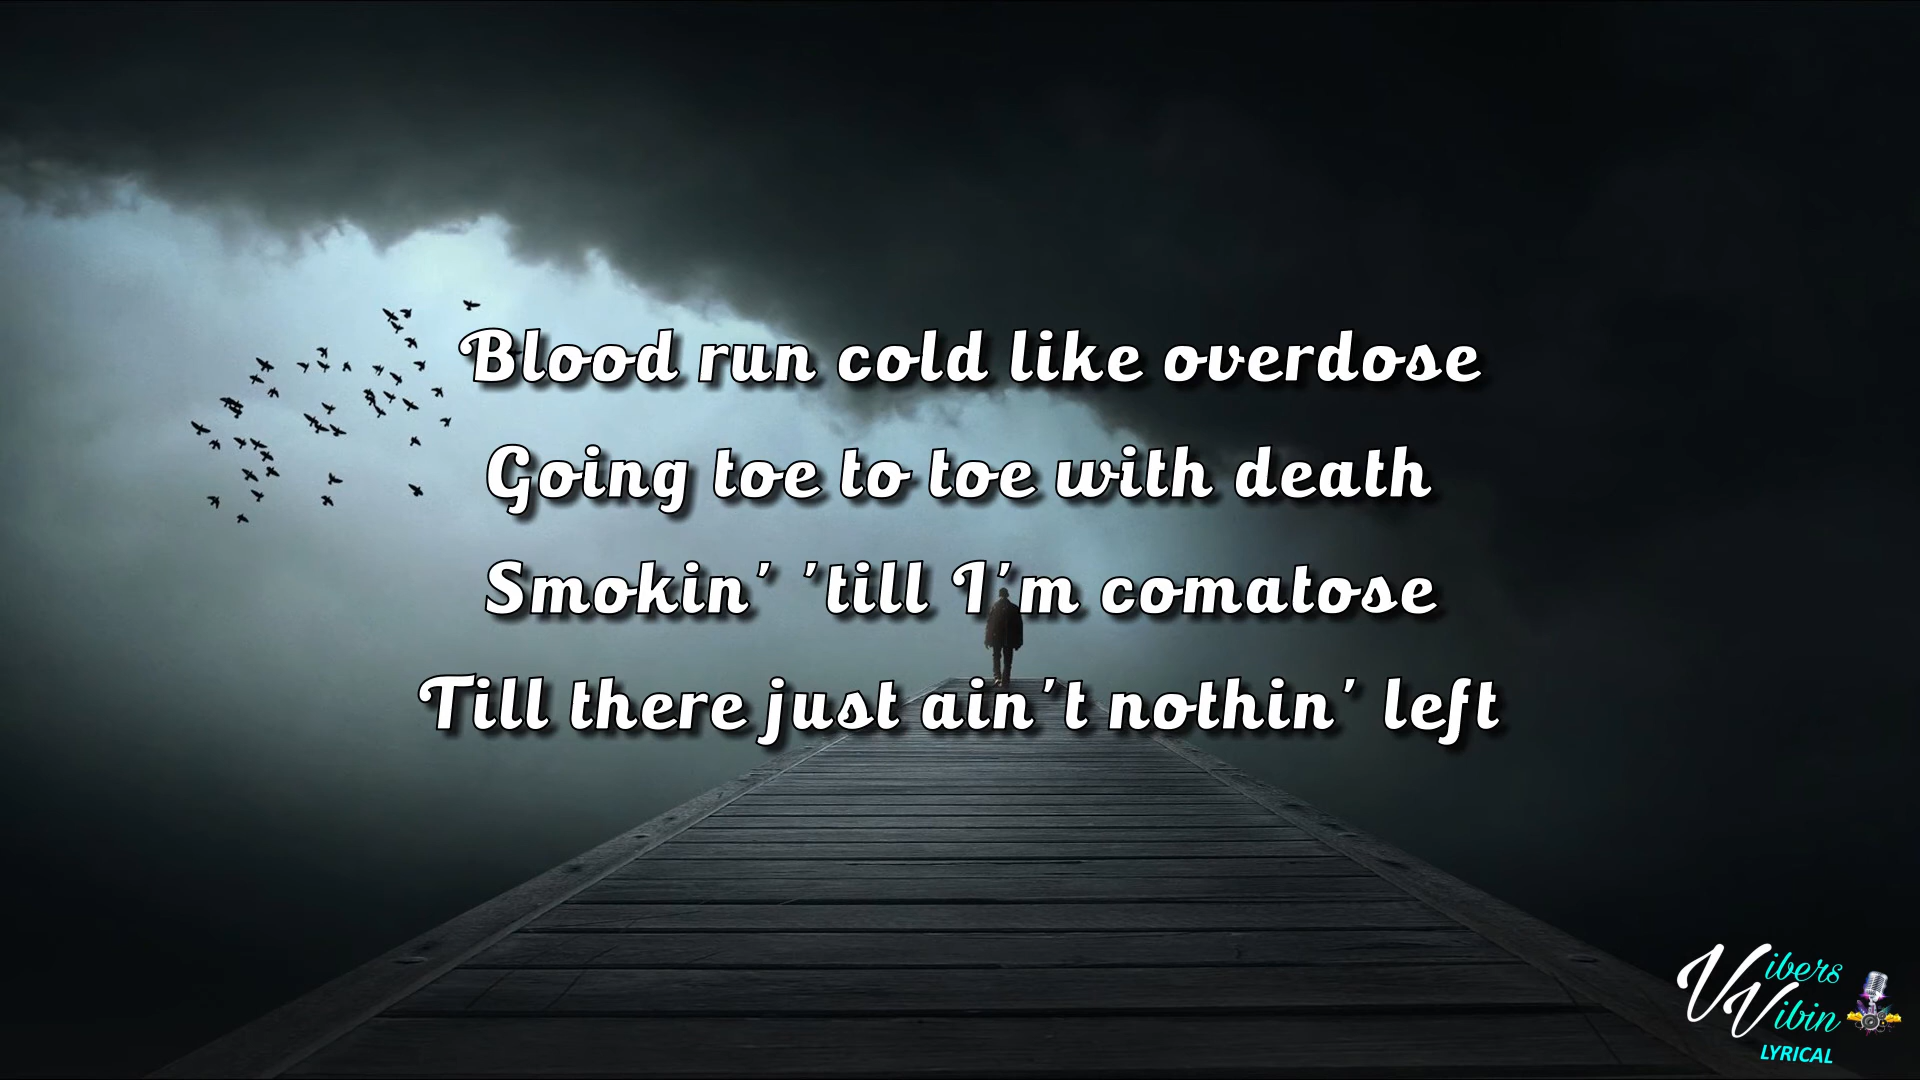 Blood run cold like overdose
Going toe to toe with death
Smokin' 'till I'm comatose
Till there just ain't nothin' left
Vibers
Vibin
LYRICAL